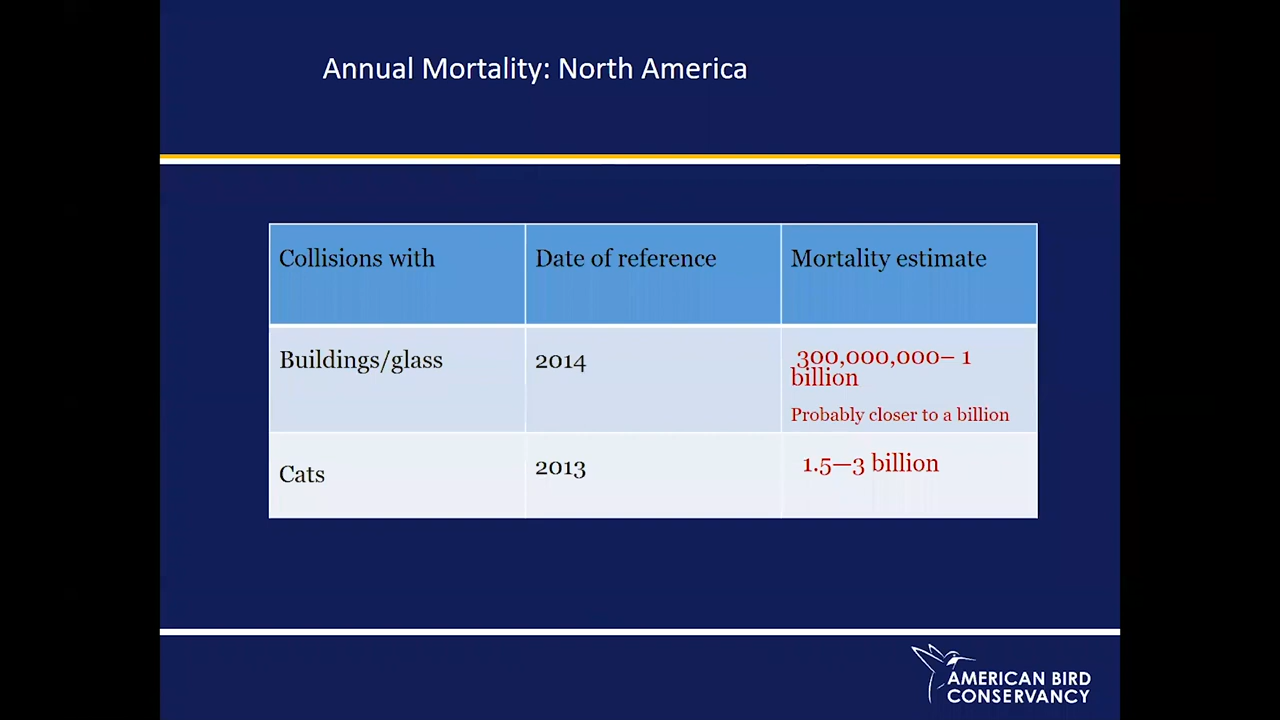 Annual Mortality: North America
Collisions with
Date of reference
Mortality estimate
Buildings/glass
2014
300,000,000– 1
billion
Probably closer to a billion
Cats
2013
1.5—3 billion
AMERICAN BIRD
CONSERVANCY